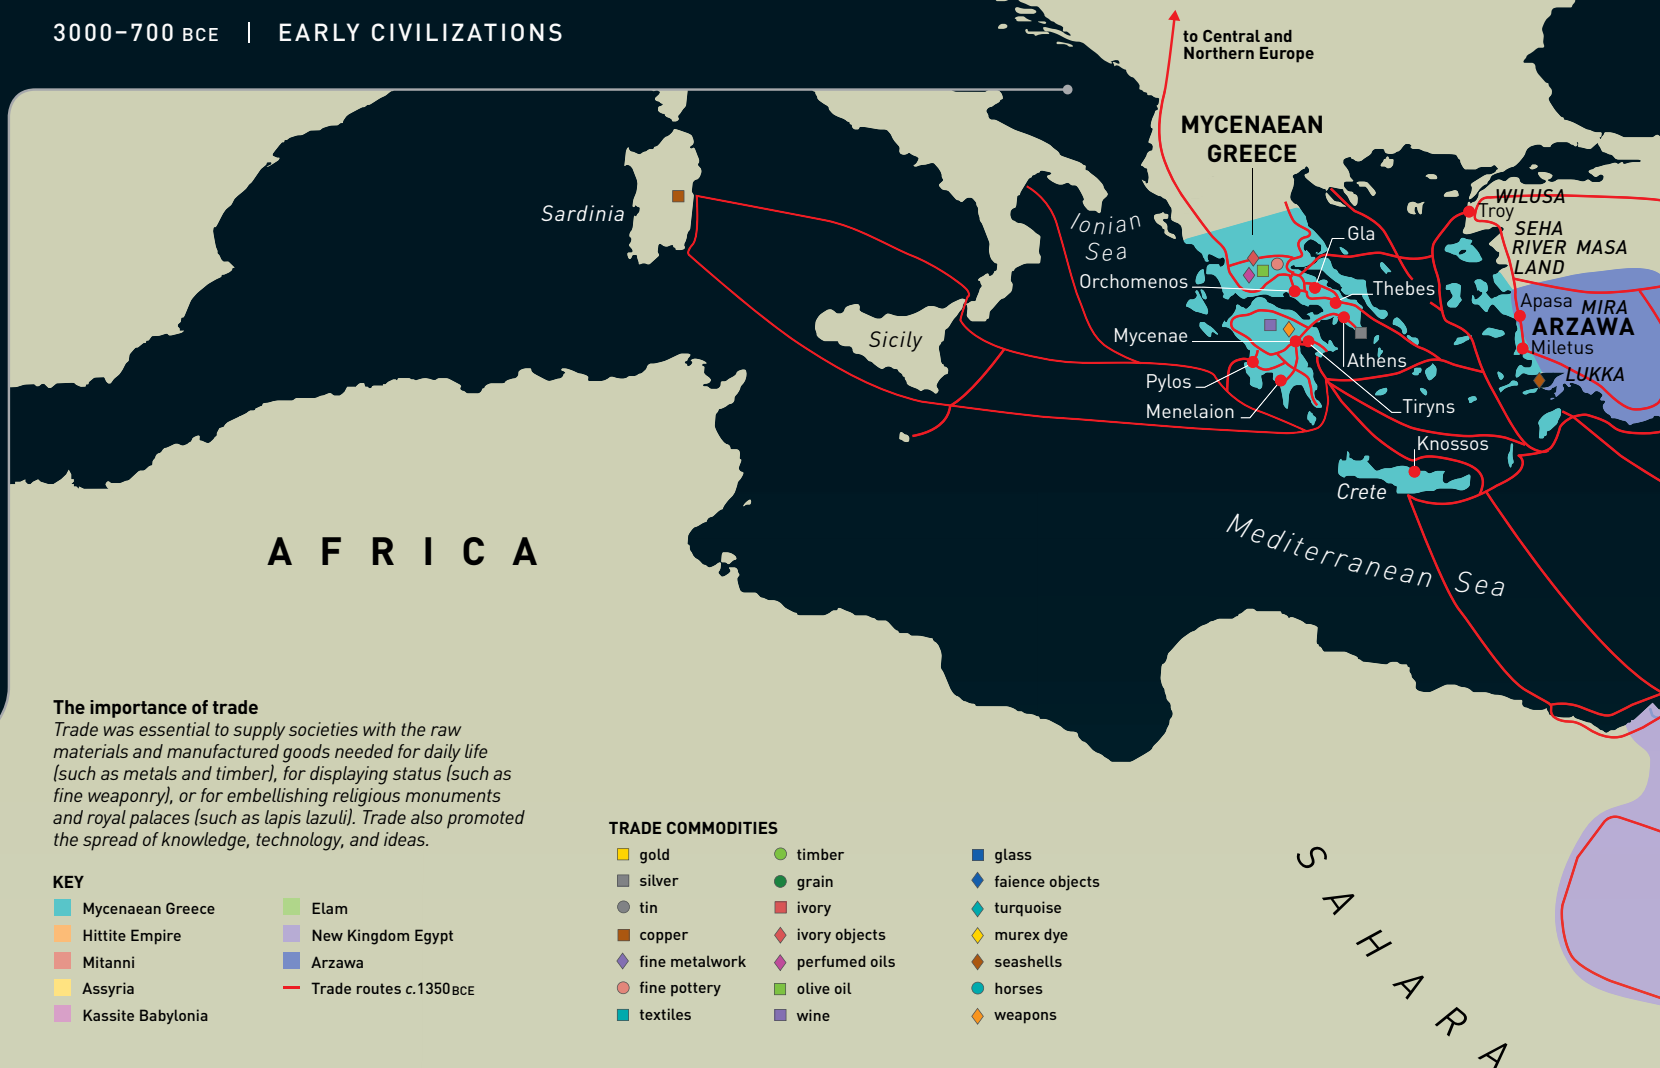 3000–700 BCE | EARLY CIVILIZATIONS
to Central and
Northern Europe
MYCENAEAN
GREECE
Sardinia
Ionian
Sea
Sicily
Gla
Orchomenos
Thebes
Mycenae
Athens
Pylos
Menelaion
Tiryns
Knossos
Crete
WILUSA
Troy
SEHA
RIVER MASA
LAND
Apasa MIRA
ARZAWA
Miletus
LUKKA
Mediterranean Sea
AFRICA
SAHARA
The importance of trade
Trade was essential to supply societies with the raw
materials and manufactured goods needed for daily life
(such as metals and timber), for displaying status (such as
fine weaponry), or for embellishing religious monuments
and royal palaces (such as lapis lazuli). Trade also promoted
the spread of knowledge, technology, and ideas.
KEY
Mycenaean Greece
Hittite Empire
Mitanni
Assyria
Kassite Babylonia
Elam
New Kingdom Egypt
Arzawa
Trade routes c.1350 BCE
TRADE COMMODITIES
gold
silver
tin
copper
fine metalwork
fine pottery
textiles
timber
grain
ivory
ivory objects
perfumed oils
olive oil
wine
glass
faience objects
turquoise
murex dye
seashells
horses
weapons